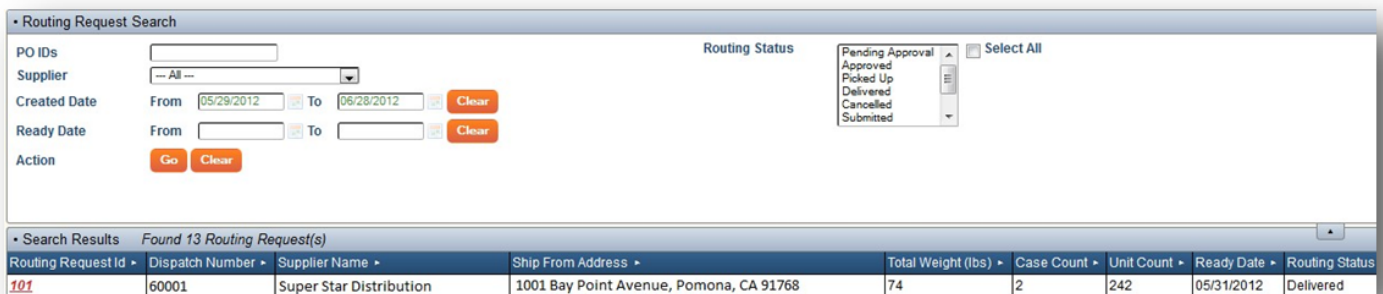 ▪ Routing Request Search
PO IDs
Routing Status
Pending Approval
Approved
Picked Up
Delivered
Cancelled
Submitted
Select All
Supplier
--- All ---
Created Date From 05/29/2012 To 06/28/2012 Clear
Ready Date From To Clear
Action Go Clear
▪ Search Results Found 13 Routing Request(s)
Routing Request Id ▸ Dispatch Number ▸ Supplier Name ▸ Ship From Address ▸ Total Weight (lbs) ▸ Case Count ▸ Unit Count ▸ Ready Date ▸ Routing Status
101 60001 Super Star Distribution 1001 Bay Point Avenue, Pomona, CA 91768 74 2 242 05/31/2012 Delivered